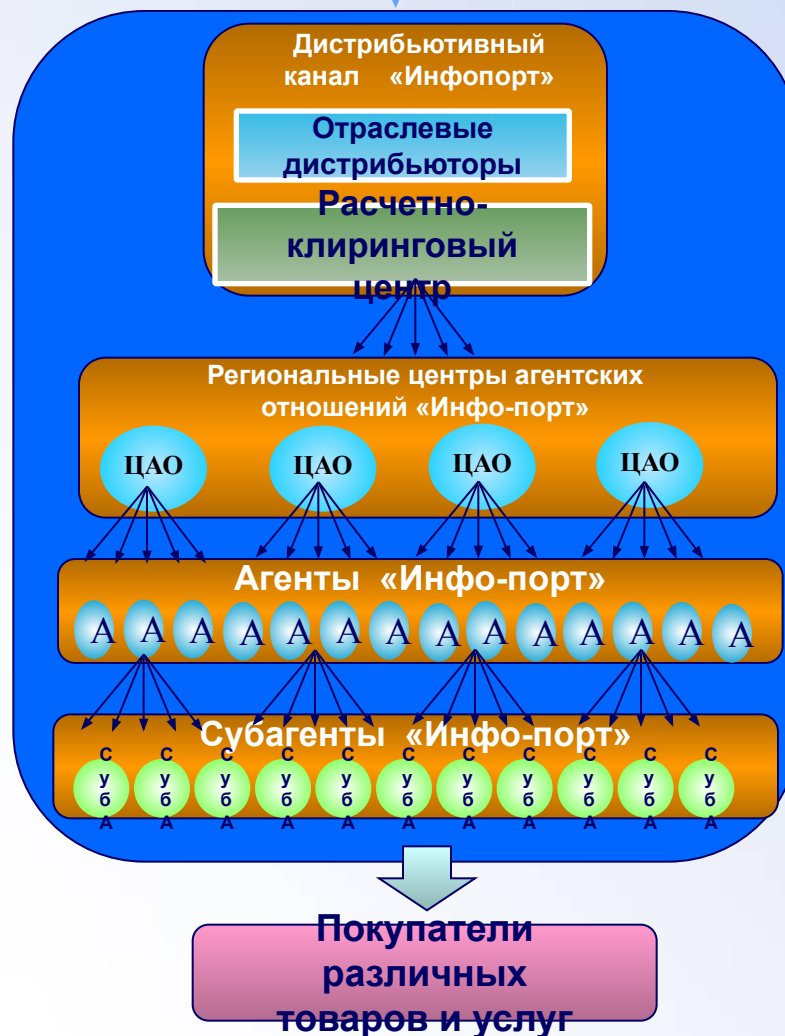 Дистрибьютивный
канал «Инфопорт»
Отраслевые
дистрибьюторы
Расчетно-
клиринговый
центр
Региональные центры агентских
отношений «Инфо-порт»
ЦАО ЦАО ЦАО ЦАО
Агенты «Инфо-порт»
А А А А А А А А А А А А А А
Субагенты «Инфо-порт»
СубА СубА СубА СубА СубА СубА СубА СубА СубА СубА СубА
Покупатели
различных
товаров и услуг